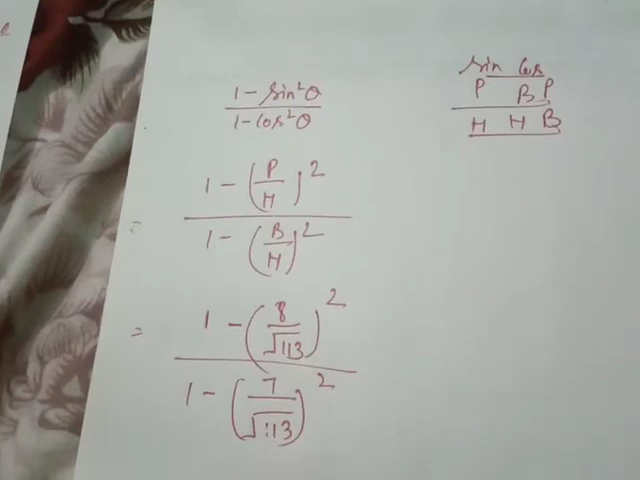 sin cos
P B P
H H B
1 - sin²θ
1 - cos²θ
= 1 - (P/H)²
1 - (B/H)²
= 1 - (8/√113)²
1 - (7/√113)²